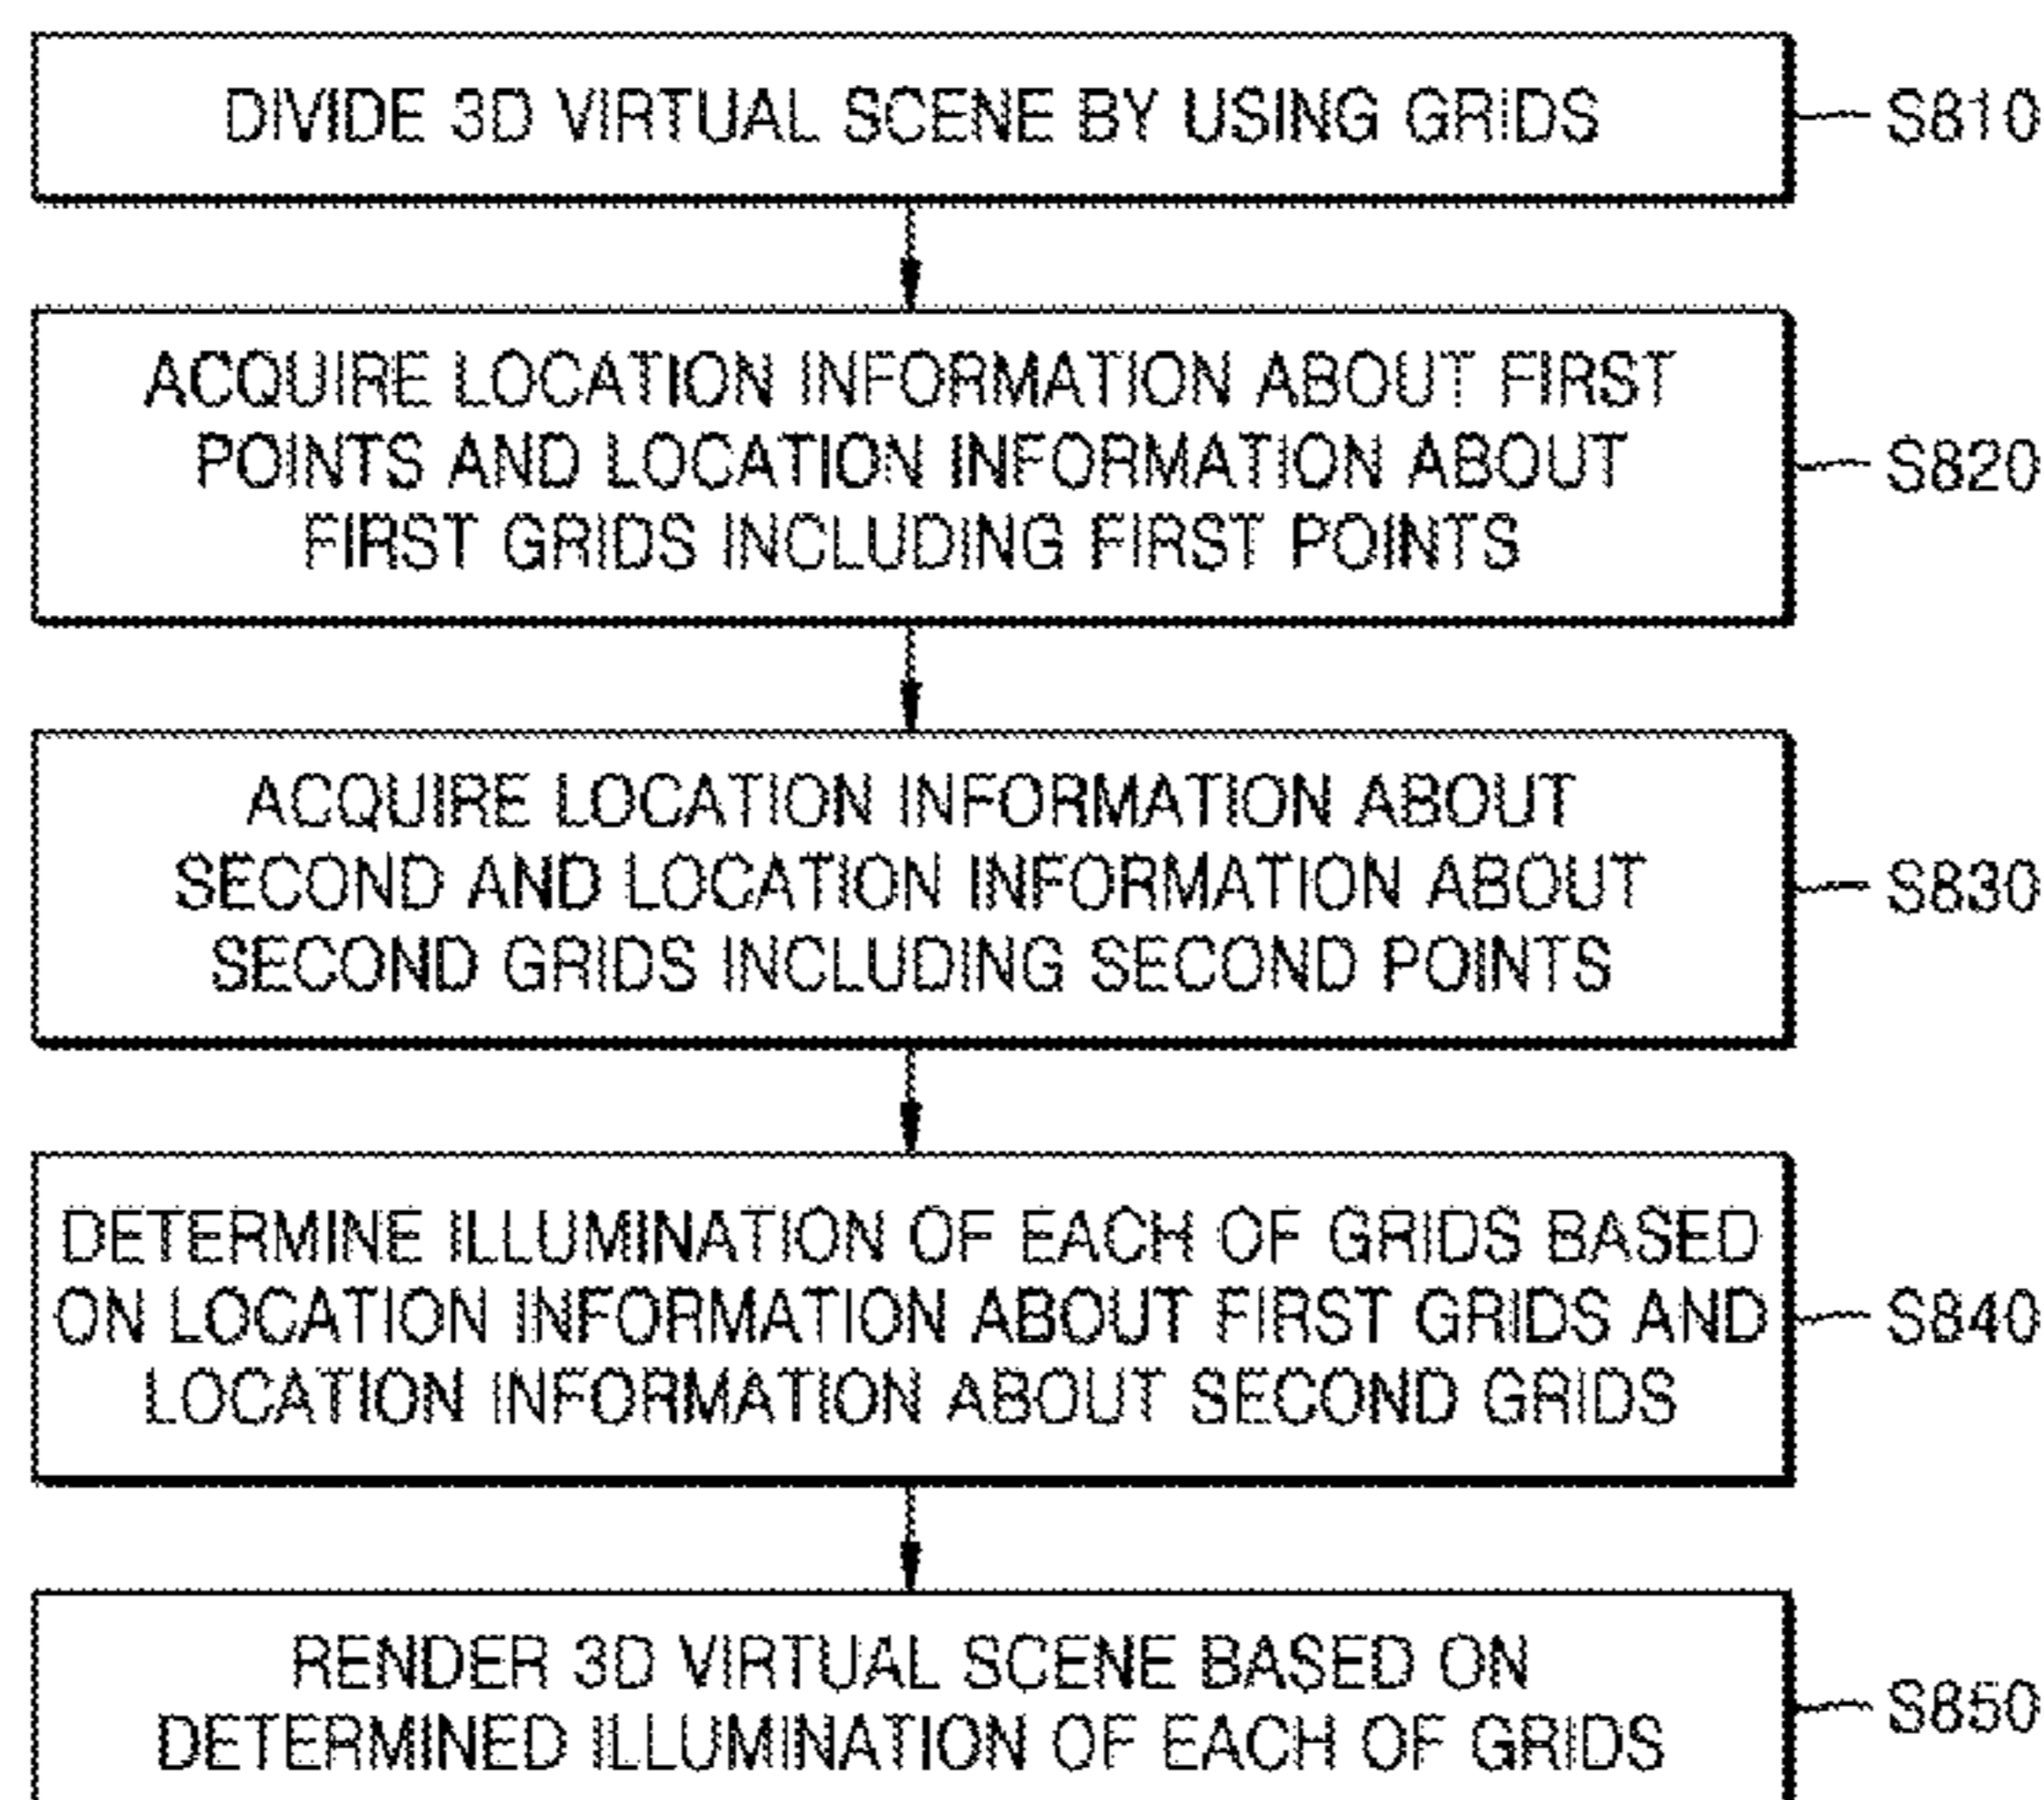 DIVIDE 3D VIRTUAL SCENE BY USING GRIDS
S810
ACQUIRE LOCATION INFORMATION ABOUT FIRST
POINTS AND LOCATION INFORMATION ABOUT
FIRST GRIDS INCLUDING FIRST POINTS
S820
ACQUIRE LOCATION INFORMATION ABOUT
SECOND AND LOCATION INFORMATION ABOUT
SECOND GRIDS INCLUDING SECOND POINTS
S830
DETERMINE ILLUMINATION OF EACH OF GRIDS BASED
ON LOCATION INFORMATION ABOUT FIRST GRIDS AND
LOCATION INFORMATION ABOUT SECOND GRIDS
S840
RENDER 3D VIRTUAL SCENE BASED ON
DETERMINED ILLUMINATION OF EACH OF GRIDS
S850